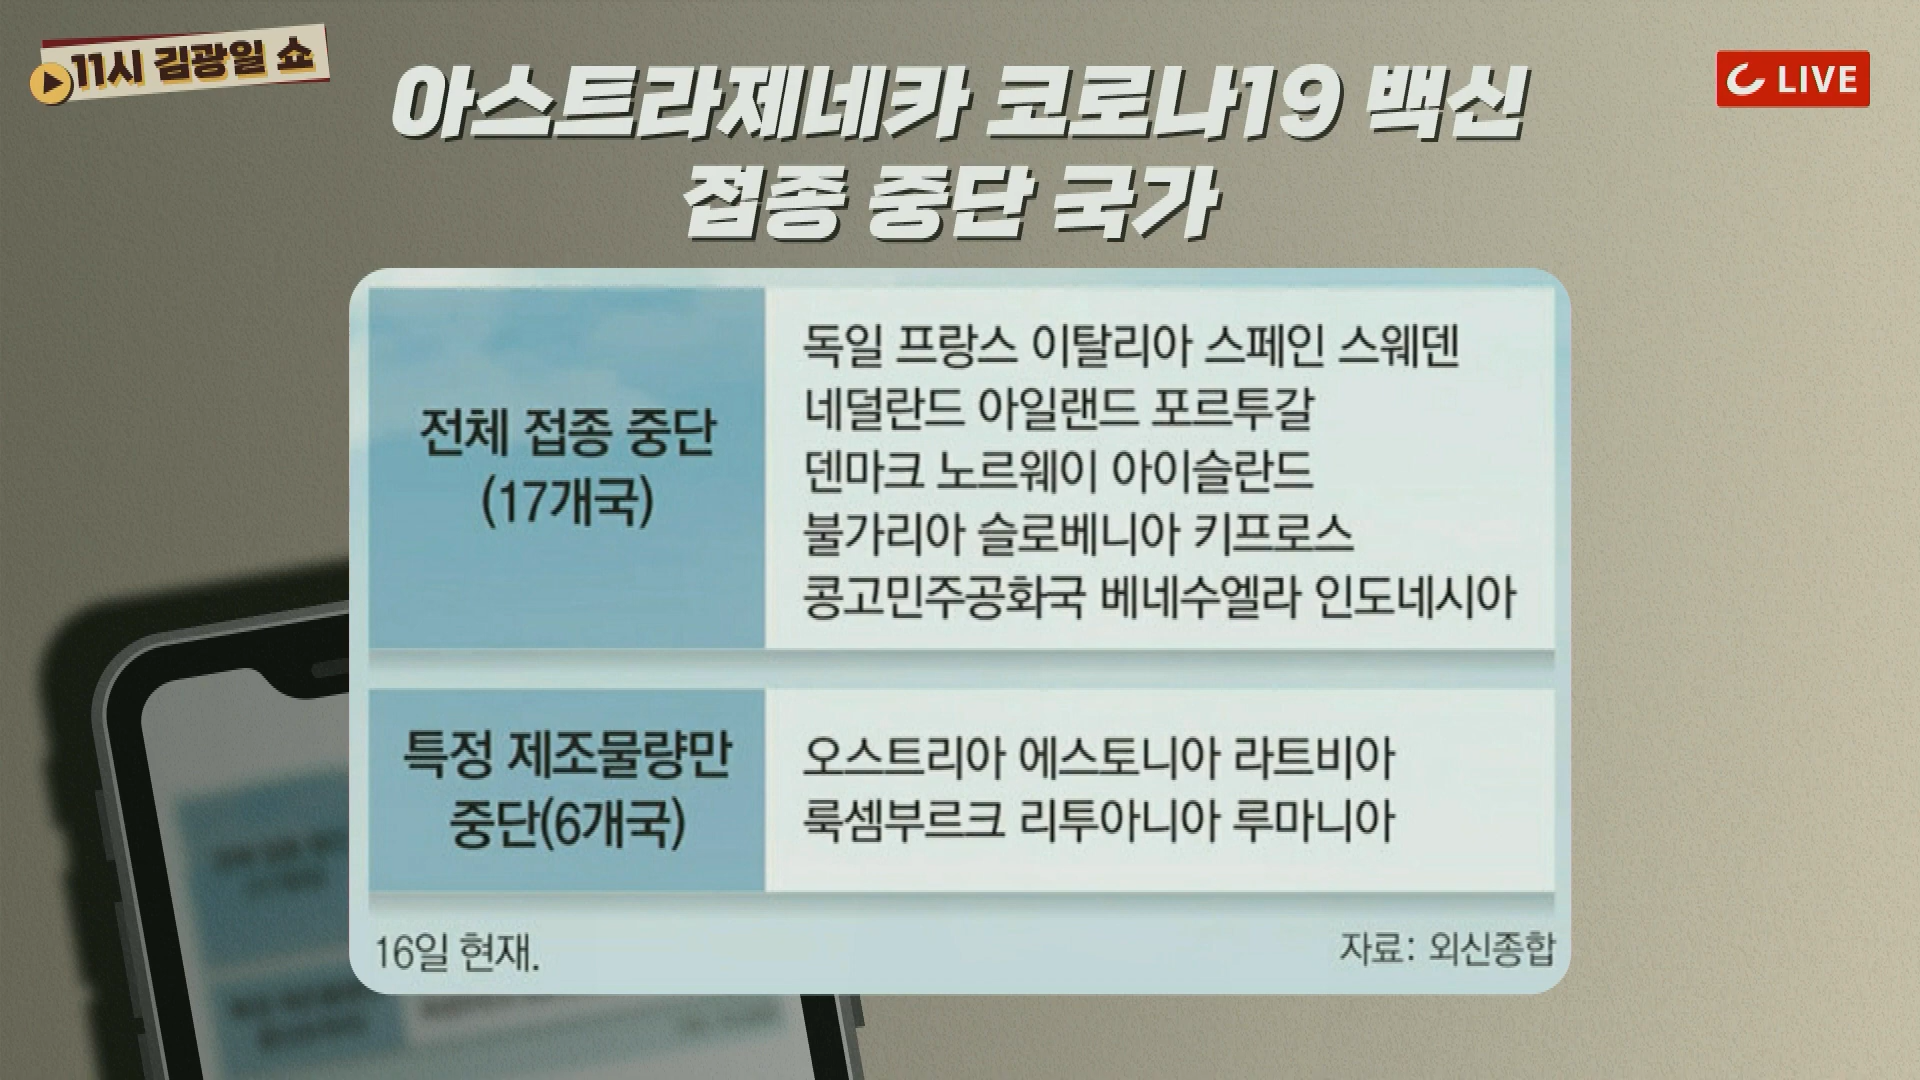 11시 김광일 쇼
LIVE
아스트라제네카 코로나19 백신
접종 중단 국가
전체 접종 중단
(17개국)
독일 프랑스 이탈리아 스페인 스웨덴
네덜란드 아일랜드 포르투갈
덴마크 노르웨이 아이슬란드
불가리아 슬로베니아 키프로스
콩고민주공화국 베네수엘라 인도네시아
특정 제조물량만
중단(6개국)
오스트리아 에스토니아 라트비아
룩셈부르크 리투아니아 루마니아
16일 현재.
자료: 외신종합